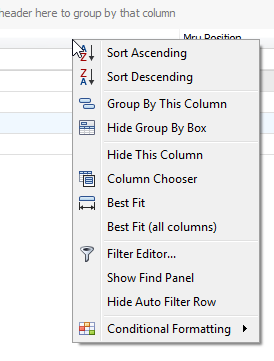 header here to group by that column
Mru Position
Sort Ascending
Sort Descending
Group By This Column
Hide Group By Box
Hide This Column
Column Chooser
Best Fit
Best Fit (all columns)
Filter Editor...
Show Find Panel
Hide Auto Filter Row
Conditional Formatting